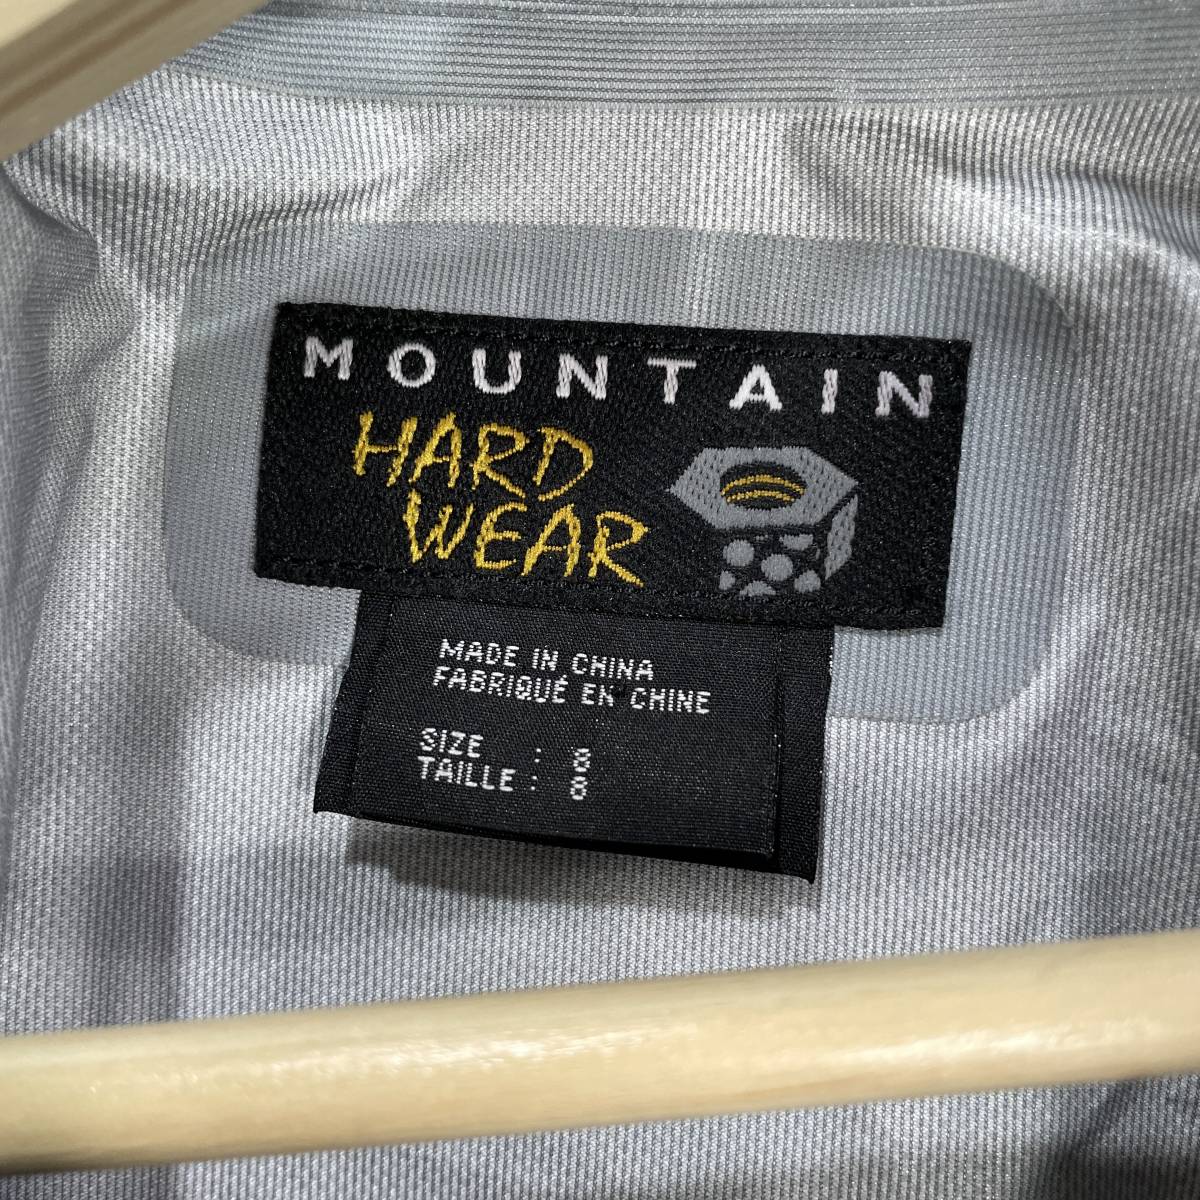 MOUNTAIN
HARD
WEAR
MADE IN CHINA
FABRIQUÉ EN CHINE
SIZE : 8
TAILLE : 8